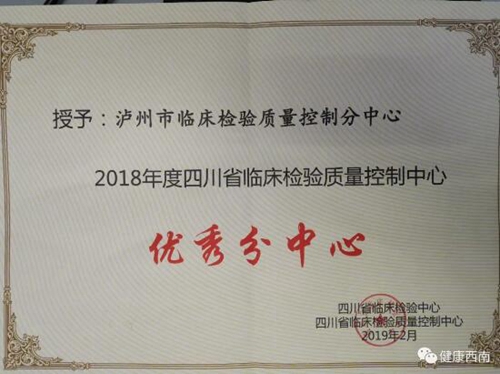 授予：泸州市临床检验质量控制分中心
2018年度四川省临床检验质量控制中心
优秀分中心
四川省临床检验中心
四川省临床检验质量控制中心
2019年2月
健康西南